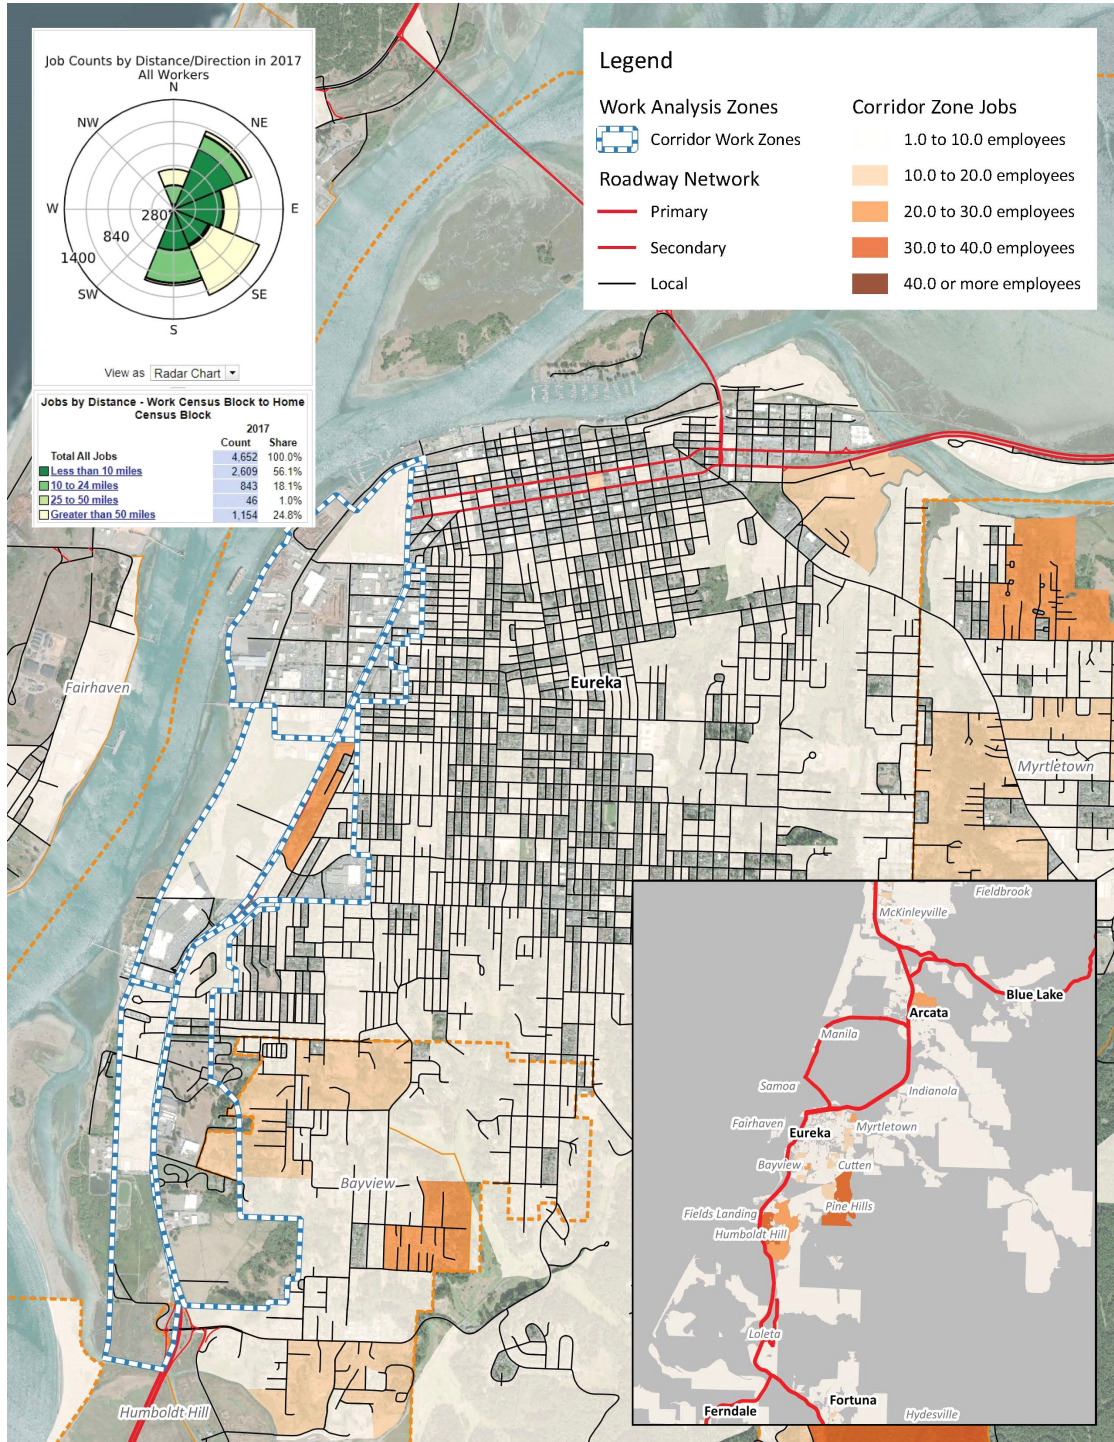 Job Counts by Distance/Direction in 2017
All Workers
N
NW
NE
W
E
280
840
1400
SW
SE
S
View as Radar Chart
Jobs by Distance - Work Census Block to Home
Census Block
2017
Count Share
Total All Jobs 4,652 100.0%
Less than 10 miles 2,609 56.1%
10 to 24 miles 843 18.1%
25 to 50 miles 46 1.0%
Greater than 50 miles 1,154 24.8%
Legend
Work Analysis Zones
Corridor Work Zones
Roadway Network
Primary
Secondary
Local
Corridor Zone Jobs
1.0 to 10.0 employees
10.0 to 20.0 employees
20.0 to 30.0 employees
30.0 to 40.0 employees
40.0 or more employees
Fairhaven
Eureka
Myrtletown
Bayview
Humboldt Hill
Fieldbrook
McKinleyville
Blue Lake
Arcata
Manila
Samoa
Indianola
Fairhaven
Eureka
Myrtletown
Bayview
Cutten
Pine Hills
Fields Landing
Humboldt Hill
Loleta
Fortuna
Ferndale
Hydesville